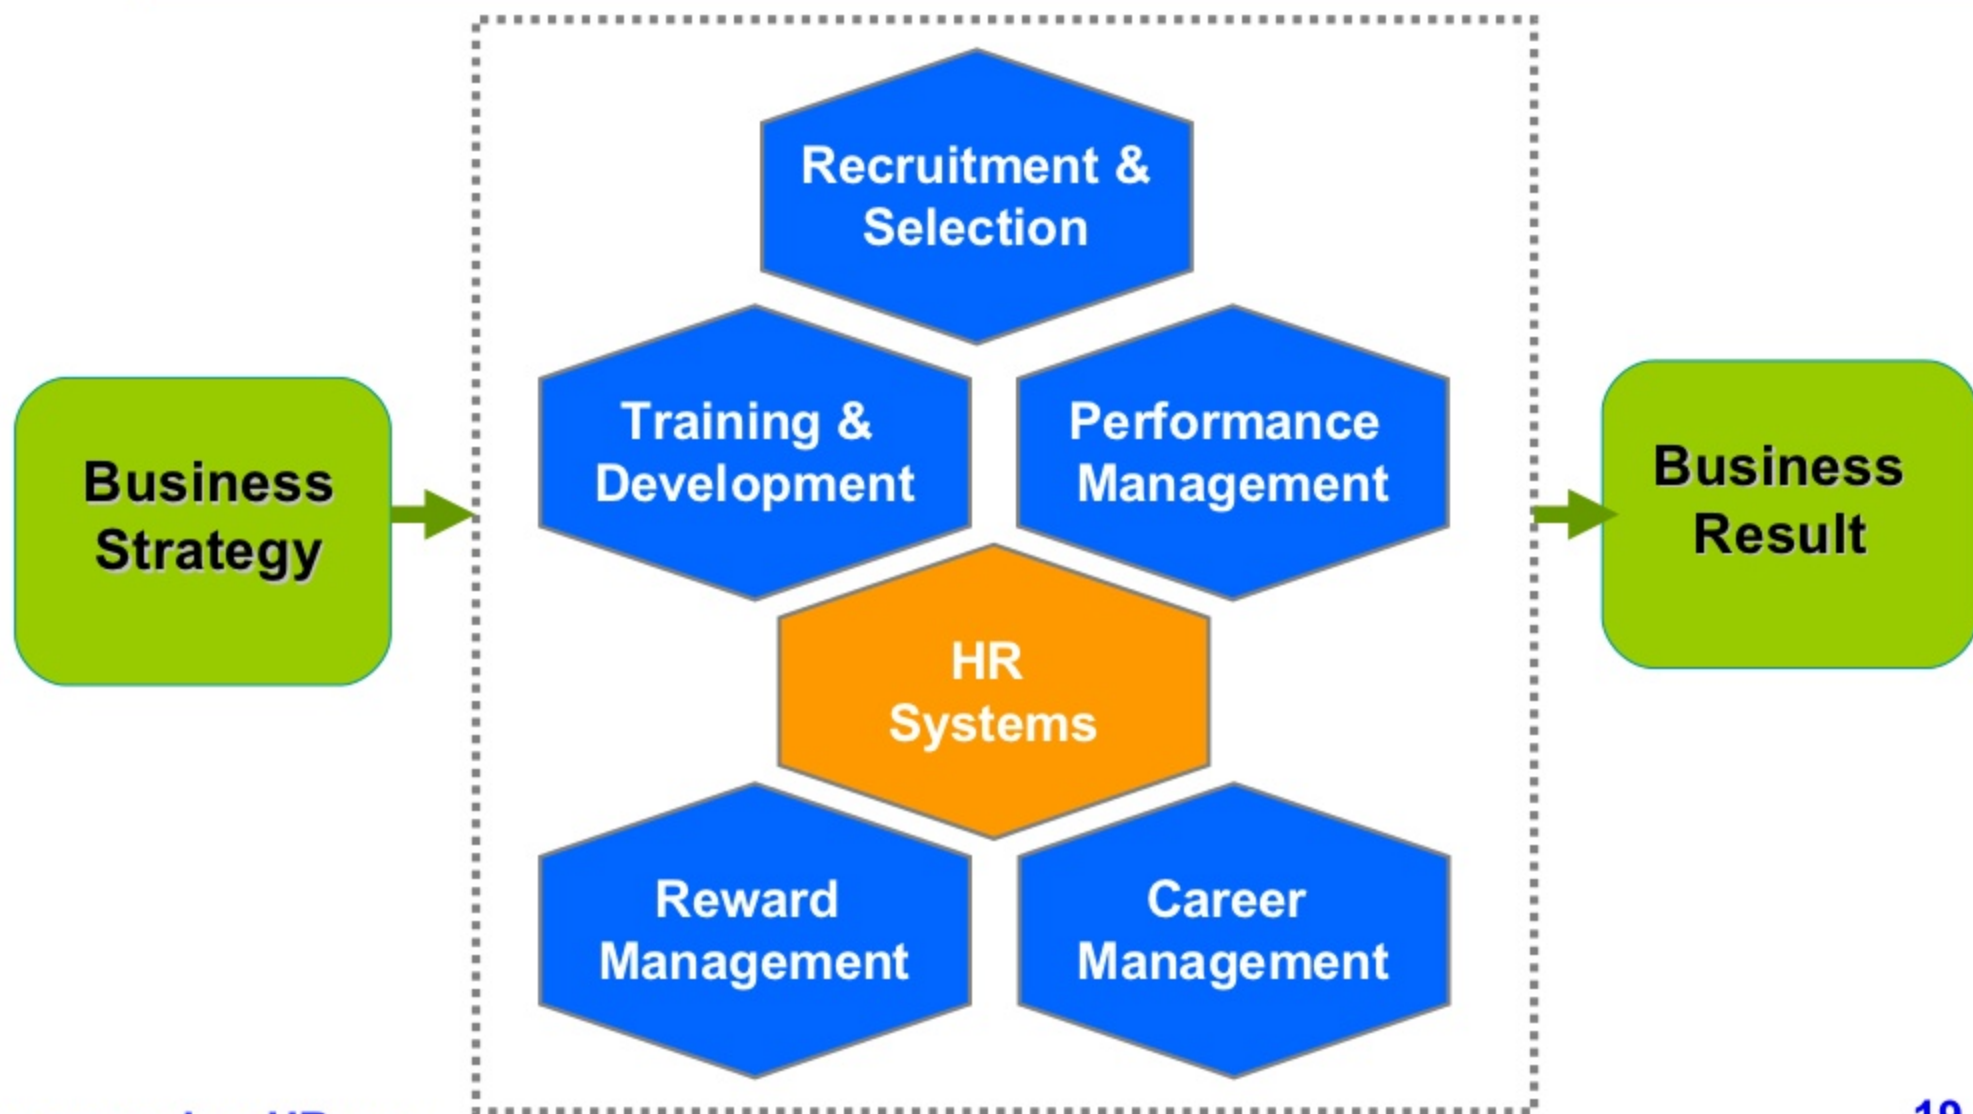 Recruitment &
Selection
Training &
Development
Performance
Management
Business
Strategy
HR
Systems
Business
Result
Reward
Management
Career
Management